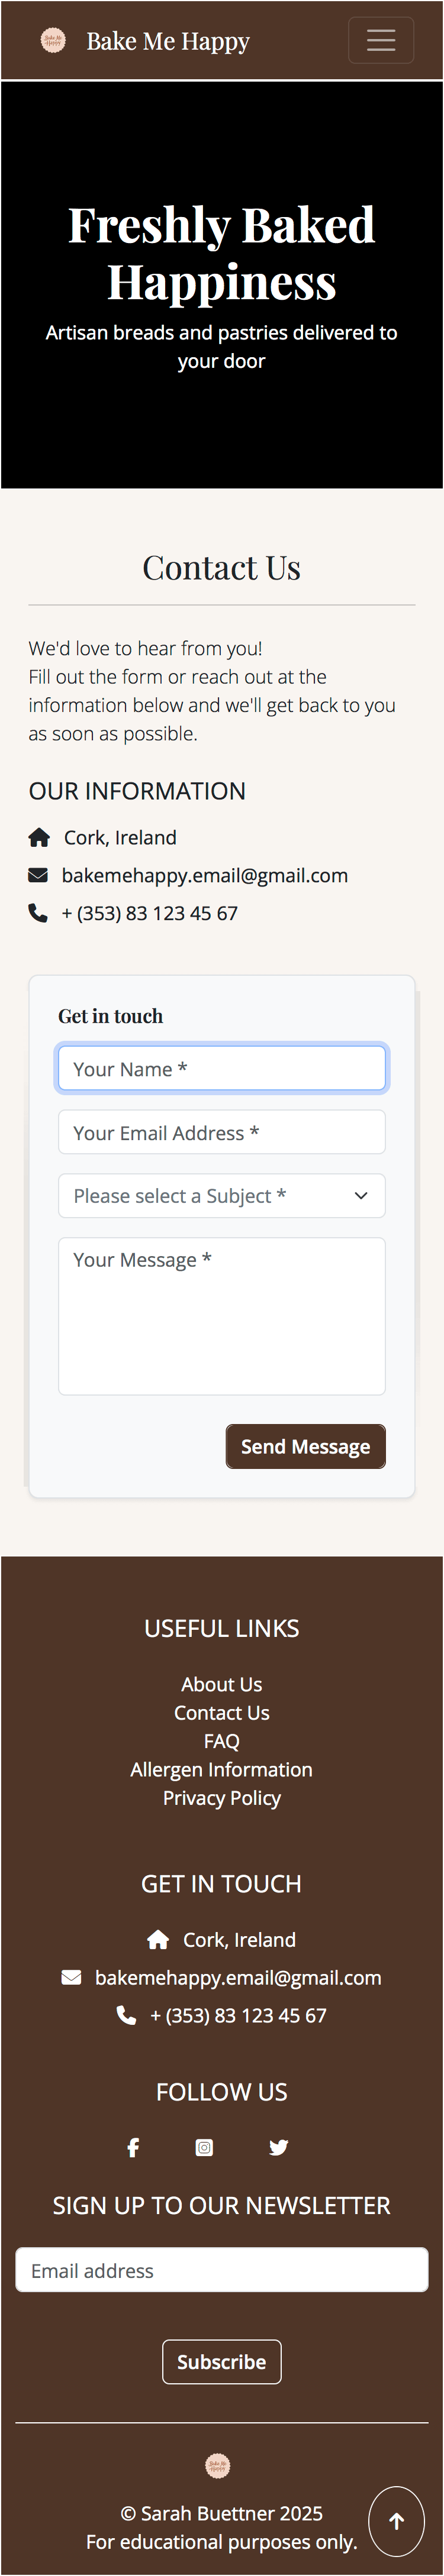 Bake Me Happy
Bake Me Happy
Freshly Baked
Happiness
Artisan breads and pastries delivered to
your door
Contact Us
We'd love to hear from you!
Fill out the form or reach out at the
information below and we'll get back to you
as soon as possible.
OUR INFORMATION
Cork, Ireland
bakemehappy.email@gmail.com
+ (353) 83 123 45 67
Get in touch
Your Name *
Your Email Address *
Please select a Subject *
Your Message *
Send Message
USEFUL LINKS
About Us
Contact Us
FAQ
Allergen Information
Privacy Policy
GET IN TOUCH
Cork, Ireland
bakemehappy.email@gmail.com
+ (353) 83 123 45 67
FOLLOW US
SIGN UP TO OUR NEWSLETTER
Email address
Subscribe
Bake Me
Happy
© Sarah Buettner 2025
For educational purposes only.